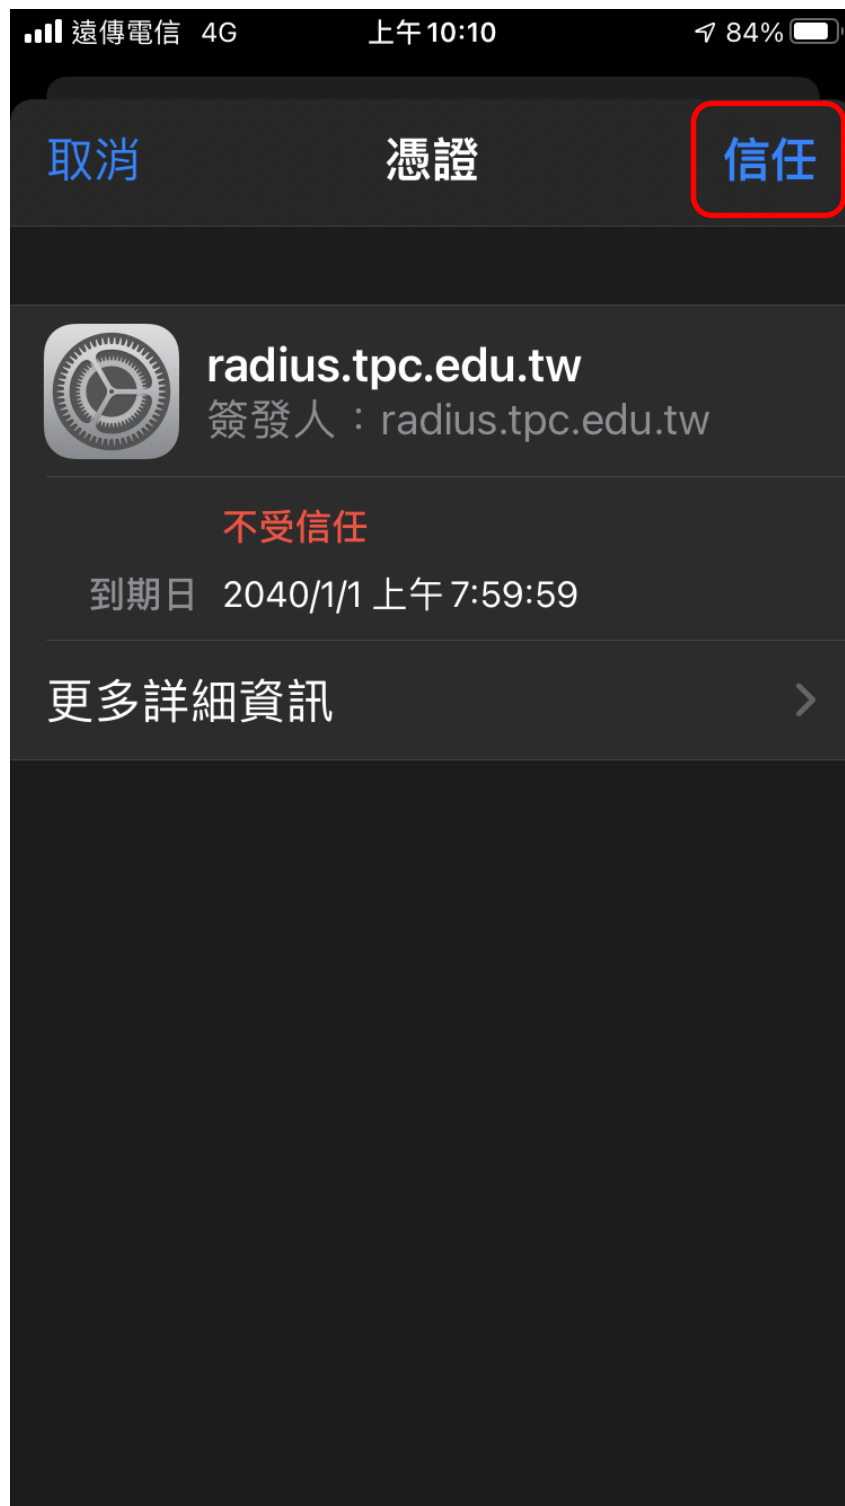 遠傳電信 4G 上午10:10 84%
取消 憑證 信任
radius.tpc.edu.tw
簽發人：radius.tpc.edu.tw
不受信任
到期日 2040/1/1 上午 7:59:59
更多詳細資訊